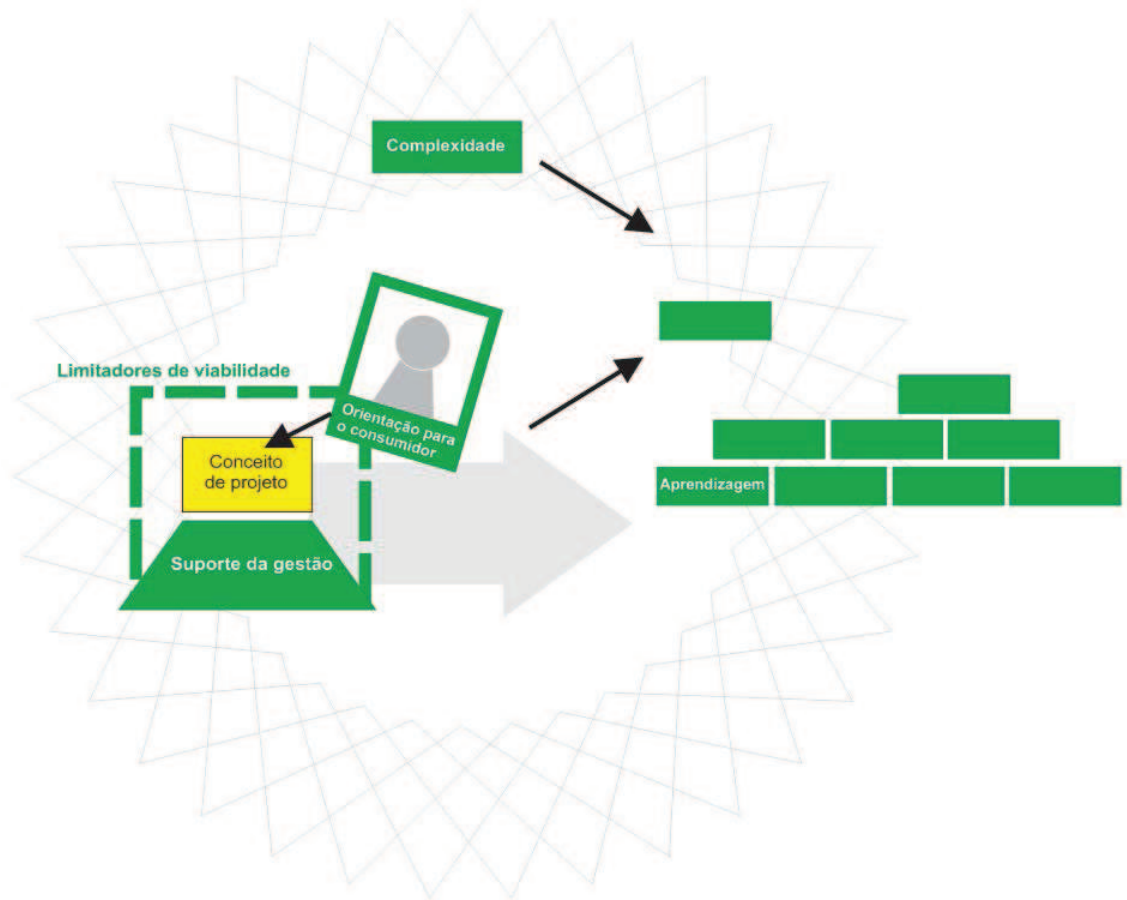 Complexidade
Limitadores de viabilidade
Orientação para
o consumidor
Conceito
de projeto
Aprendizagem
Suporte da gestão